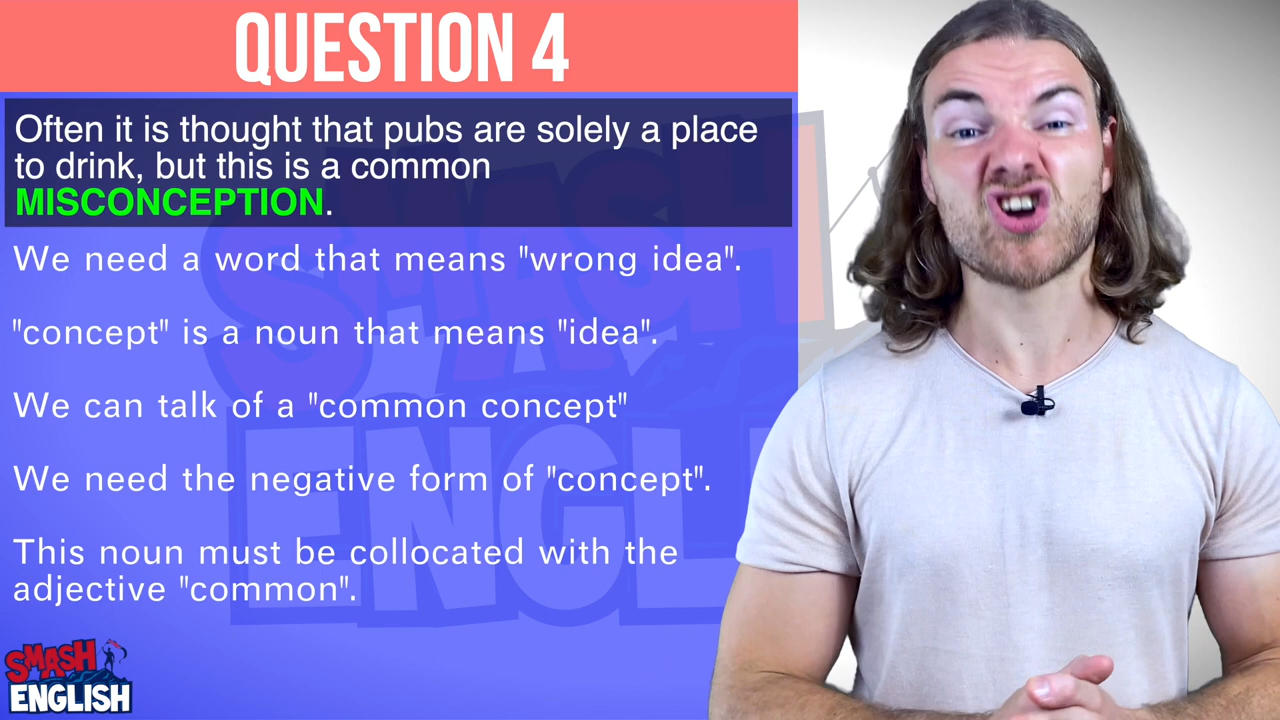 QUESTION 4
Often it is thought that pubs are solely a place
to drink, but this is a common
MISCONCEPTION.
We need a word that means "wrong idea".
"concept" is a noun that means "idea".
We can talk of a "common concept"
We need the negative form of "concept".
This noun must be collocated with the
adjective "common".
SMASH
ENGLISH
SMASH
ENGLI